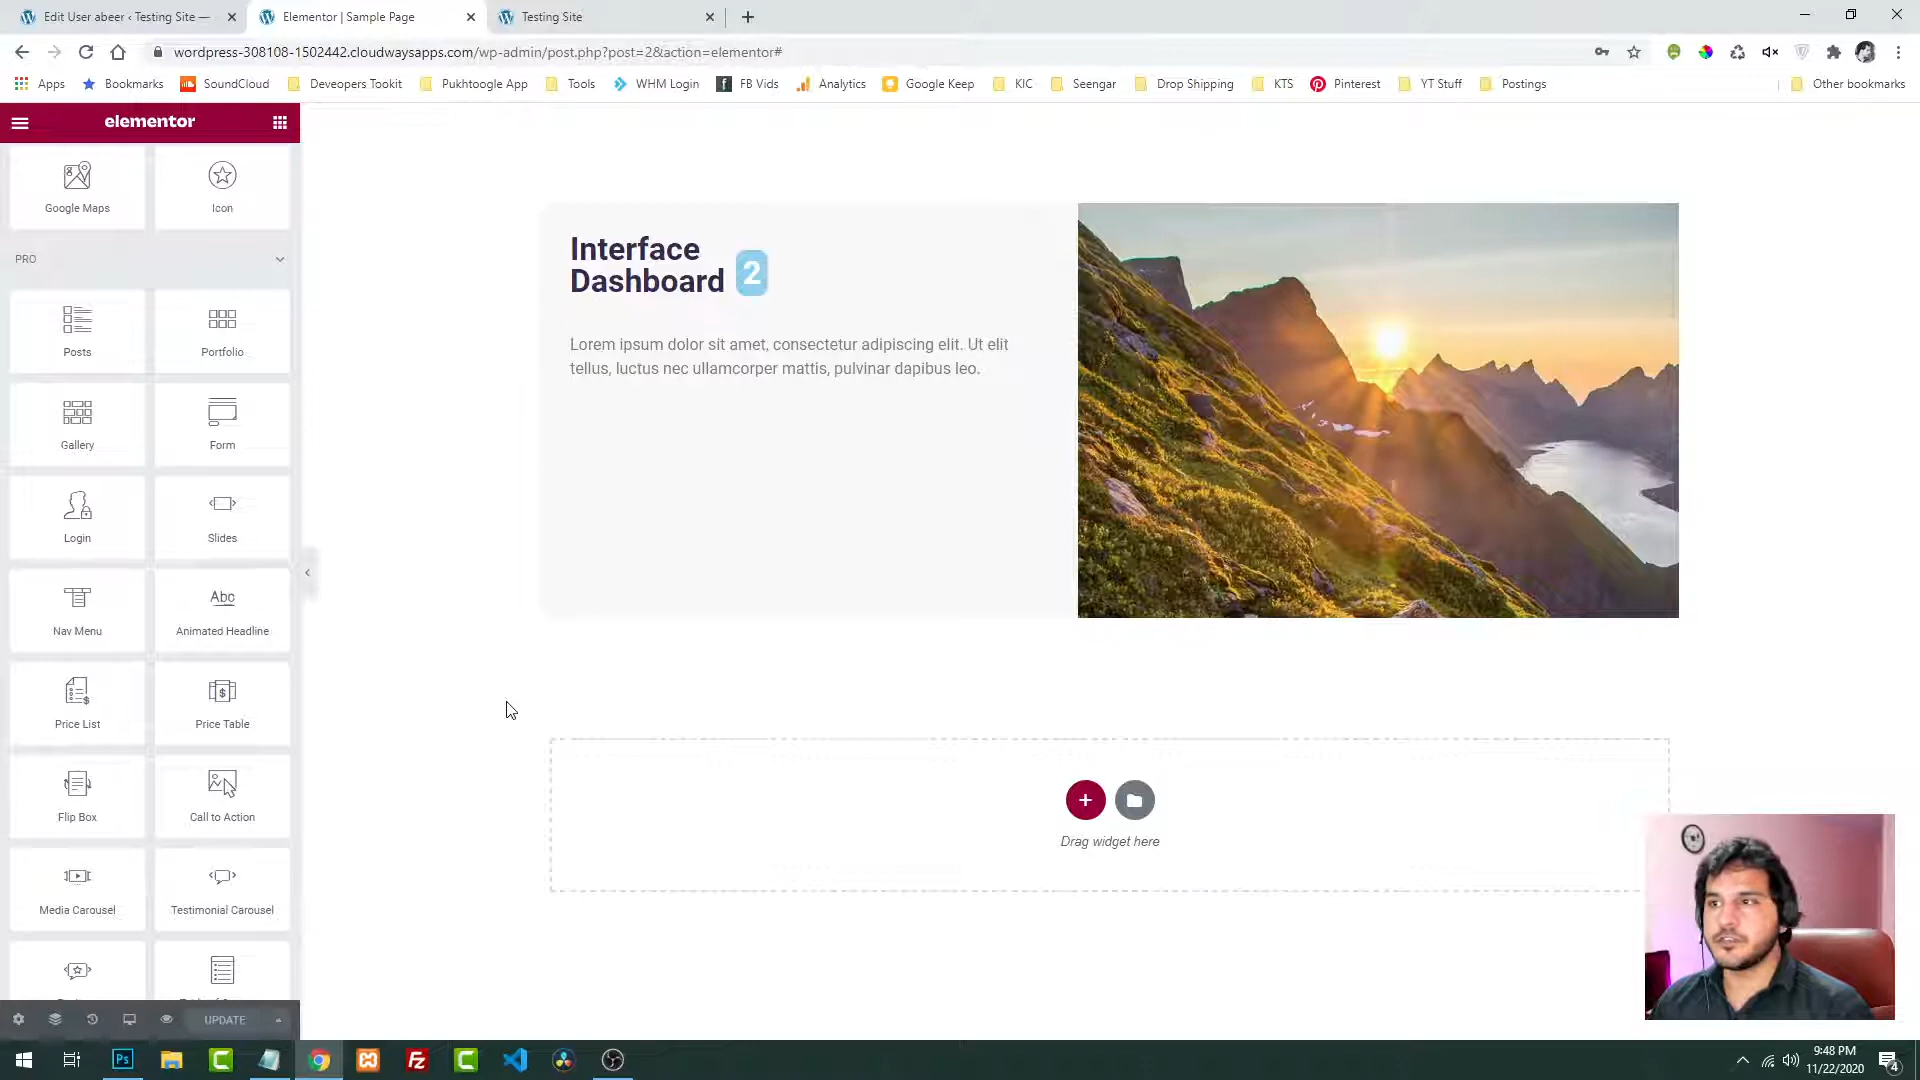 Edit User abeer ‹ Testing Site —
Elementor | Sample Page
Testing Site
wordpress-308108-1502442.cloudwaysapps.com/wp-admin/post.php?post=2&action=elementor#
Apps
Bookmarks
SoundCloud
Deveopers Tookit
Pukhtoogle App
Tools
WHM Login
FB Vids
Analytics
Google Keep
KIC
Seengar
Drop Shipping
KTS
Pinterest
YT Stuff
Postings
Other bookmarks
elementor
Google Maps
Icon
PRO
Posts
Portfolio
Gallery
Form
Login
Slides
Nav Menu
Abc
Animated Headline
Price List
Price Table
Flip Box
Call to Action
Media Carousel
Testimonial Carousel
UPDATE
Interface
Dashboard 2
Lorem ipsum dolor sit amet, consectetur adipiscing elit. Ut elit
tellus, luctus nec ullamcorper mattis, pulvinar dapibus leo.
Drag widget here
Ps
9:48 PM
11/22/2020
4